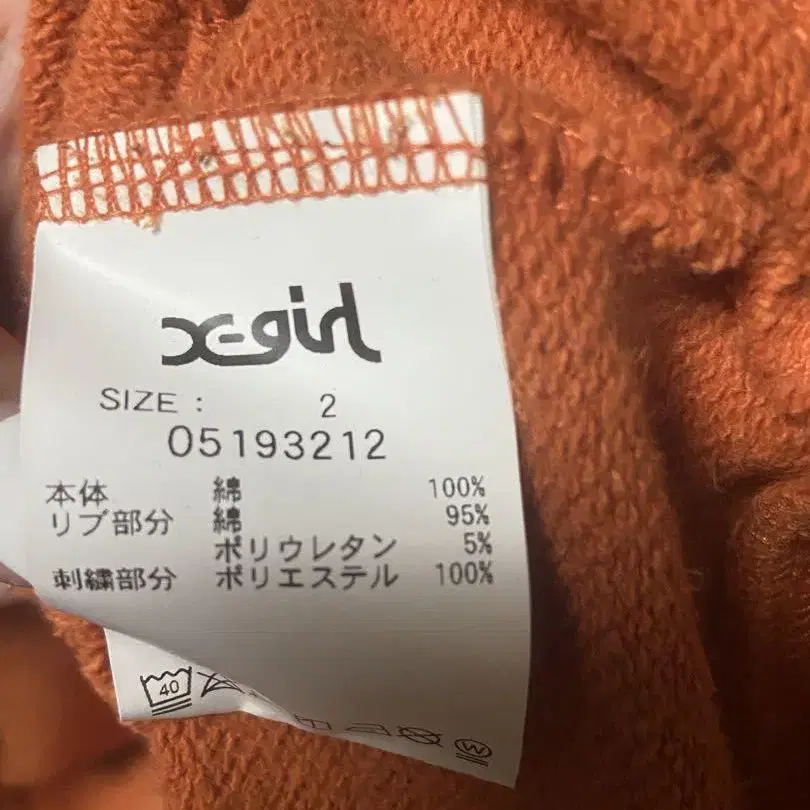 X-girl
SIZE : 2
05193212
本体 綿 100%
リブ部分 綿 95%
ポリウレタン 5%
刺繍部分 ポリエステル 100%
40
W